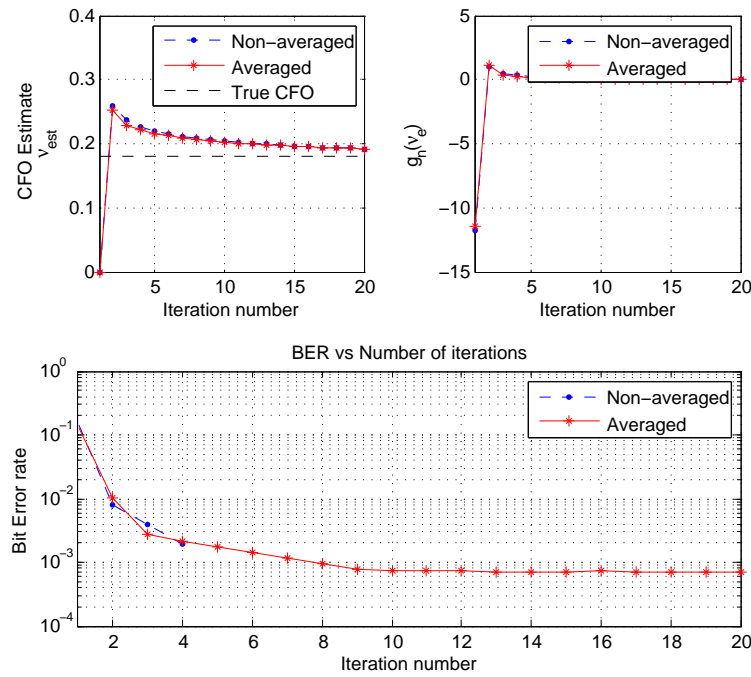 0.4
0.3
0.2
0.1
0
CFO Estimate
ν_est
Non−averaged
Averaged
True CFO
5
10
15
20
Iteration number
5
0
−5
−10
−15
g_n(ν_e)
Non−averaged
Averaged
5
10
15
20
Iteration number
BER vs Number of iterations
10^0
10^−1
10^−2
10^−3
10^−4
Bit Error rate
Non−averaged
Averaged
2
4
6
8
10
12
14
16
18
20
Iteration number